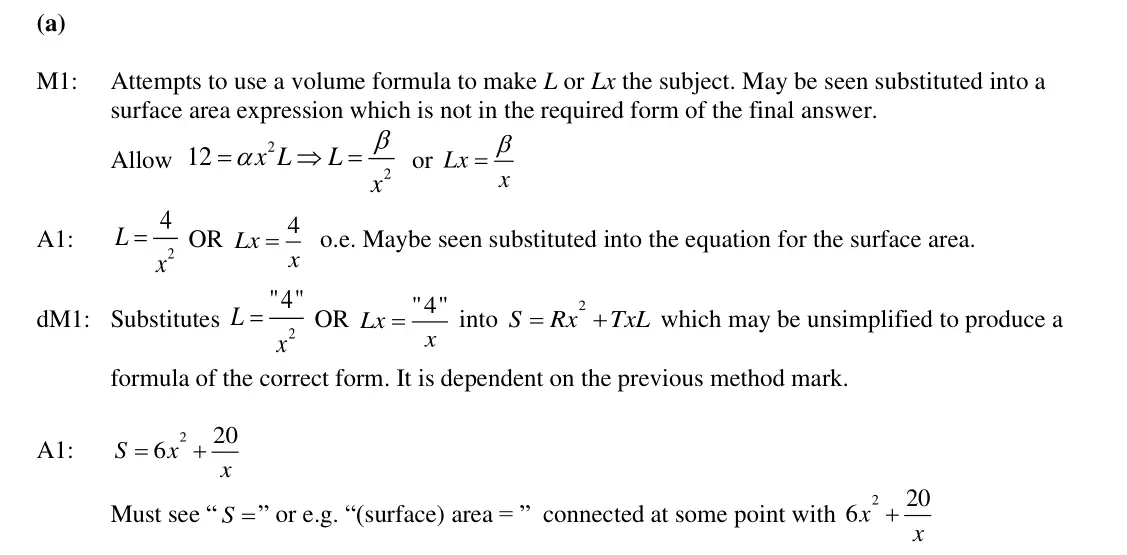 (a)
M1: Attempts to use a volume formula to make L or Lx the subject. May be seen substituted into a
surface area expression which is not in the required form of the final answer.
Allow 12 = αx²L ⇒ L = β/x² or Lx = β/x
A1: L = 4/x² OR Lx = 4/x o.e. Maybe seen substituted into the equation for the surface area.
dM1: Substitutes L = "4"/x² OR Lx = "4"/x into S = Rx² + TxL which may be unsimplified to produce a
formula of the correct form. It is dependent on the previous method mark.
A1: S = 6x² + 20/x
Must see “ S =” or e.g. “(surface) area = ” connected at some point with 6x² + 20/x